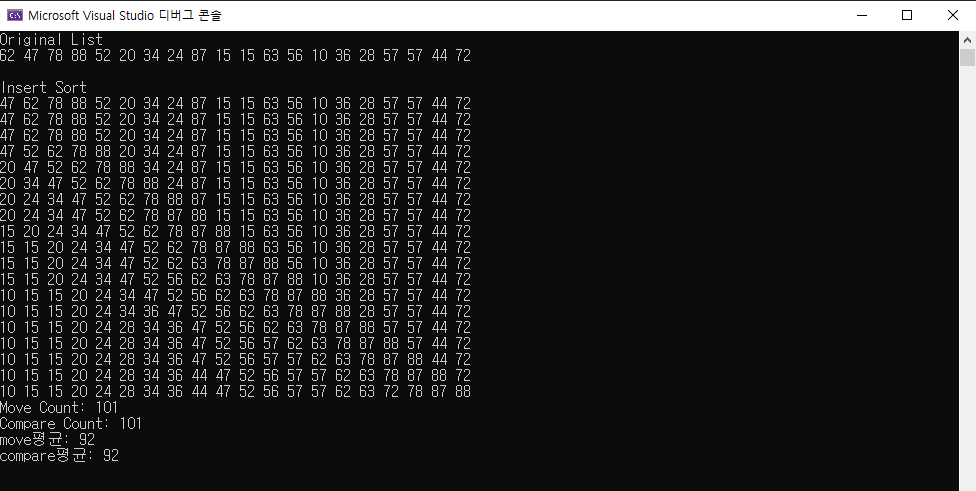 Microsoft Visual Studio 디버그 콘솔
Original List
62 47 78 88 52 20 34 24 87 15 15 63 56 10 36 28 57 57 44 72
Insert Sort
47 62 78 88 52 20 34 24 87 15 15 63 56 10 36 28 57 57 44 72
47 62 78 88 52 20 34 24 87 15 15 63 56 10 36 28 57 57 44 72
47 62 78 88 52 20 34 24 87 15 15 63 56 10 36 28 57 57 44 72
47 52 62 78 88 20 34 24 87 15 15 63 56 10 36 28 57 57 44 72
20 47 52 62 78 88 34 24 87 15 15 63 56 10 36 28 57 57 44 72
20 34 47 52 62 78 88 24 87 15 15 63 56 10 36 28 57 57 44 72
20 24 34 47 52 62 78 88 87 15 15 63 56 10 36 28 57 57 44 72
20 24 34 47 52 62 78 87 88 15 15 63 56 10 36 28 57 57 44 72
15 20 24 34 47 52 62 78 87 88 15 63 56 10 36 28 57 57 44 72
15 15 20 24 34 47 52 62 78 87 88 63 56 10 36 28 57 57 44 72
15 15 20 24 34 47 52 62 63 78 87 88 56 10 36 28 57 57 44 72
15 15 20 24 34 47 52 56 62 63 78 87 88 10 36 28 57 57 44 72
10 15 15 20 24 34 47 52 56 62 63 78 87 88 36 28 57 57 44 72
10 15 15 20 24 34 36 47 52 56 62 63 78 87 88 28 57 57 44 72
10 15 15 20 24 28 34 36 47 52 56 62 63 78 87 88 57 57 44 72
10 15 15 20 24 28 34 36 47 52 56 57 62 63 78 87 88 57 44 72
10 15 15 20 24 28 34 36 47 52 56 57 57 62 63 78 87 88 44 72
10 15 15 20 24 28 34 36 44 47 52 56 57 57 62 63 78 87 88 72
10 15 15 20 24 28 34 36 44 47 52 56 57 57 62 63 72 78 87 88
Move Count: 101
Compare Count: 101
move평균: 92
compare평균: 92